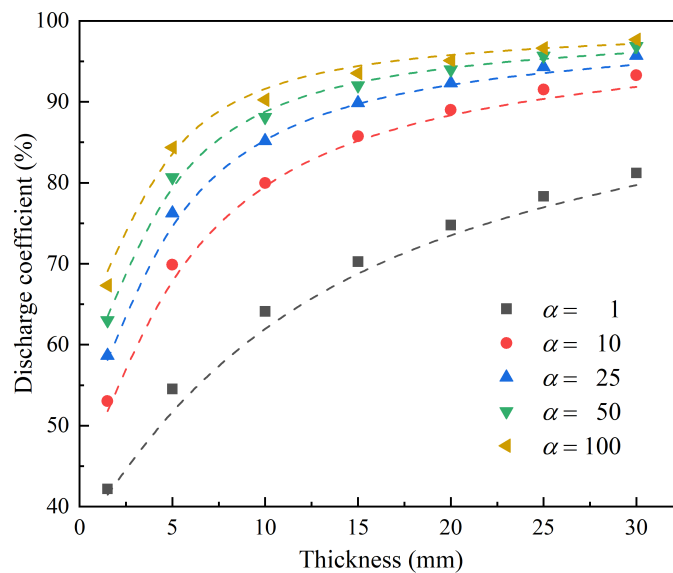 100
90
80
70
60
50
40
Discharge coefficient (%)
α = 1
α = 10
α = 25
α = 50
α = 100
0 5 10 15 20 25 30
Thickness (mm)